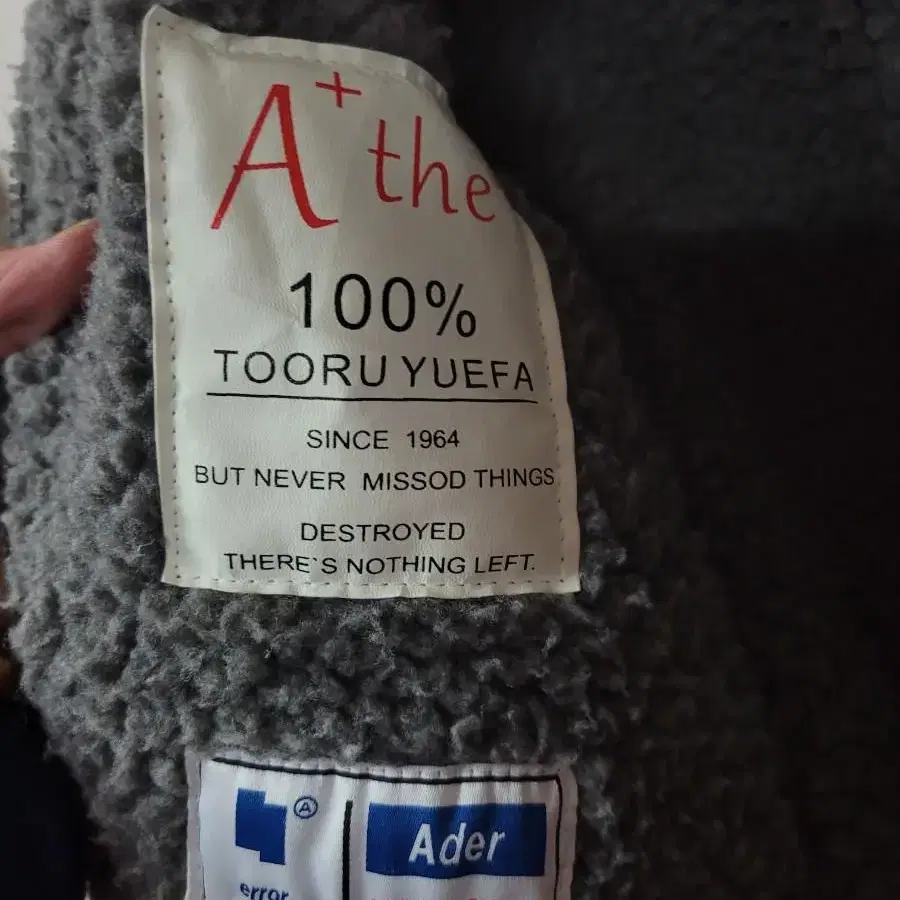 A+ the
100%
TOORU YUEFA
SINCE 1964
BUT NEVER MISSOD THINGS
DESTROYED
THERE`S NOTHING LEFT.
Ⓐ
Ader
error